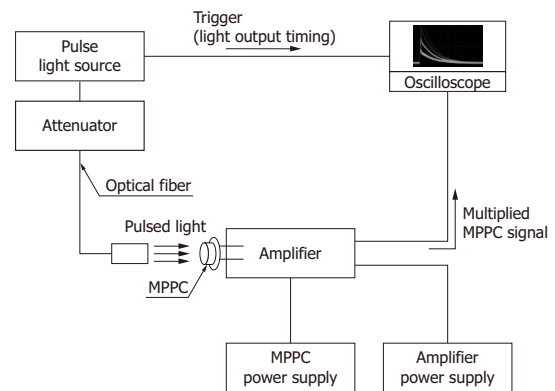 Trigger
(light output timing)
Pulse
light source
Oscilloscope
Attenuator
Optical fiber
Pulsed light
Multiplied
MPPC signal
Amplifier
MPPC
MPPC
power supply
Amplifier
power supply